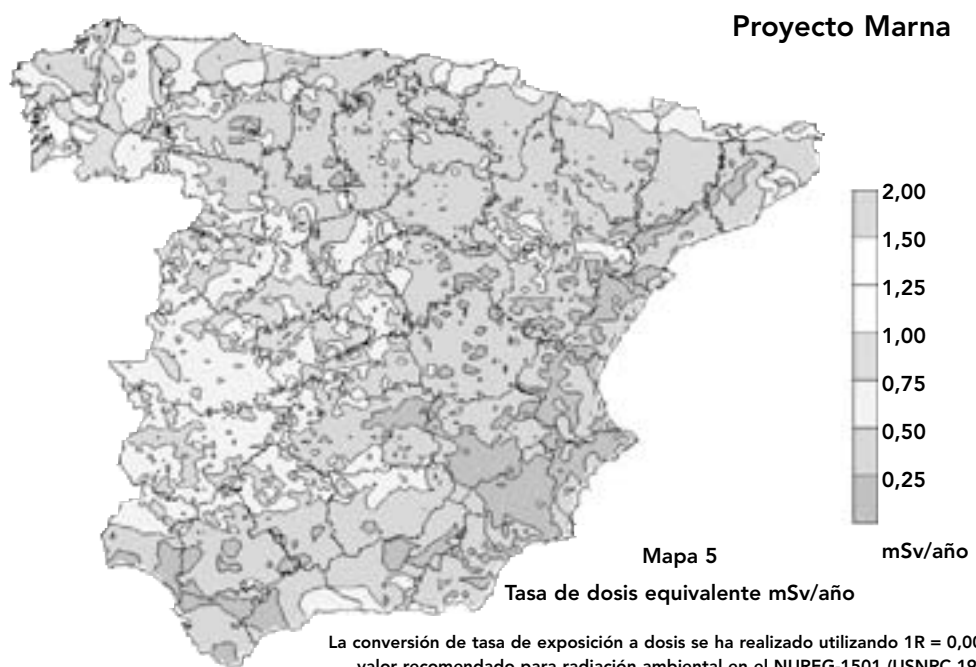 Proyecto Marna
2,00
1,50
1,25
1,00
0,75
0,50
0,25
mSv/año
Mapa 5
Tasa de dosis equivalente mSv/año
La conversión de tasa de exposición a dosis se ha realizado utilizando 1R = 0,00
valor recomendado para radiación ambiental en el NUREG-1501 (USNRC